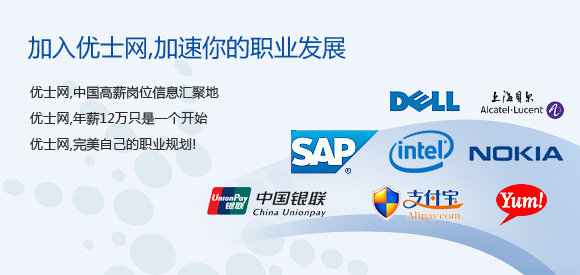 加入优士网,加速你的职业发展
优士网,中国高薪岗位信息汇聚地
优士网,年薪12万只是一个开始
优士网,完美自己的职业规划!
DELL
上海贝尔
Alcatel·Lucent
SAP
intel
NOKIA
UnionPay
银联
中国银联
China Unionpay
支付宝
Alipay.com
Yum!